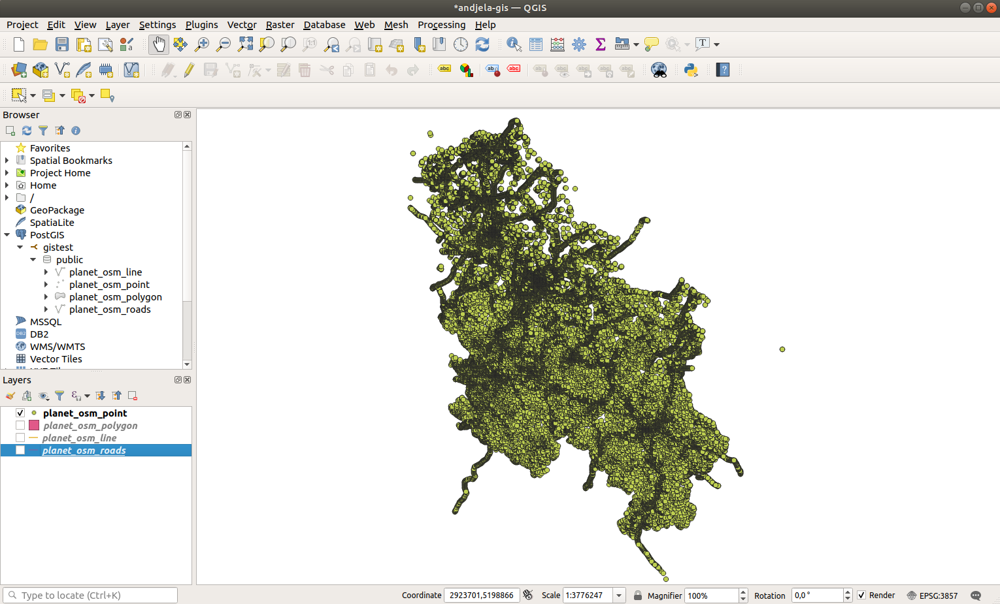 *andjela-gis — QGIS
Project Edit View Layer Settings Plugins Vector Raster Database Web Mesh Processing Help
Browser
Favorites
Spatial Bookmarks
Project Home
Home
/
GeoPackage
SpatiaLite
PostGIS
gistest
public
planet_osm_line
planet_osm_point
planet_osm_polygon
planet_osm_roads
MSSQL
DB2
WMS/WMTS
Vector Tiles
Layers
planet_osm_point
planet_osm_polygon
planet_osm_line
planet_osm_roads
Type to locate (Ctrl+K) Coordinate 2923701,5198866 Scale 1:3776247 Magnifier 100% Rotation 0,0 ° Render EPSG:3857